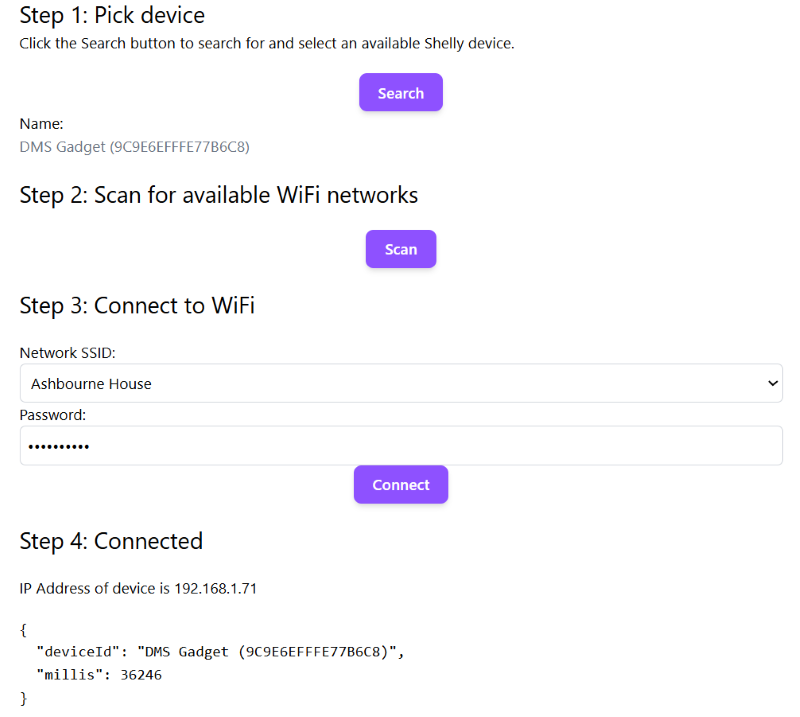 Step 1: Pick device
Click the Search button to search for and select an available Shelly device.
Search
Name:
DMS Gadget (9C9E6EFFFE77B6C8)
Step 2: Scan for available WiFi networks
Scan
Step 3: Connect to WiFi
Network SSID:
Ashbourne House
Password:
••••••••••
Connect
Step 4: Connected
IP Address of device is 192.168.1.71
{
  "deviceId": "DMS Gadget (9C9E6EFFFE77B6C8)",
  "millis": 36246
}